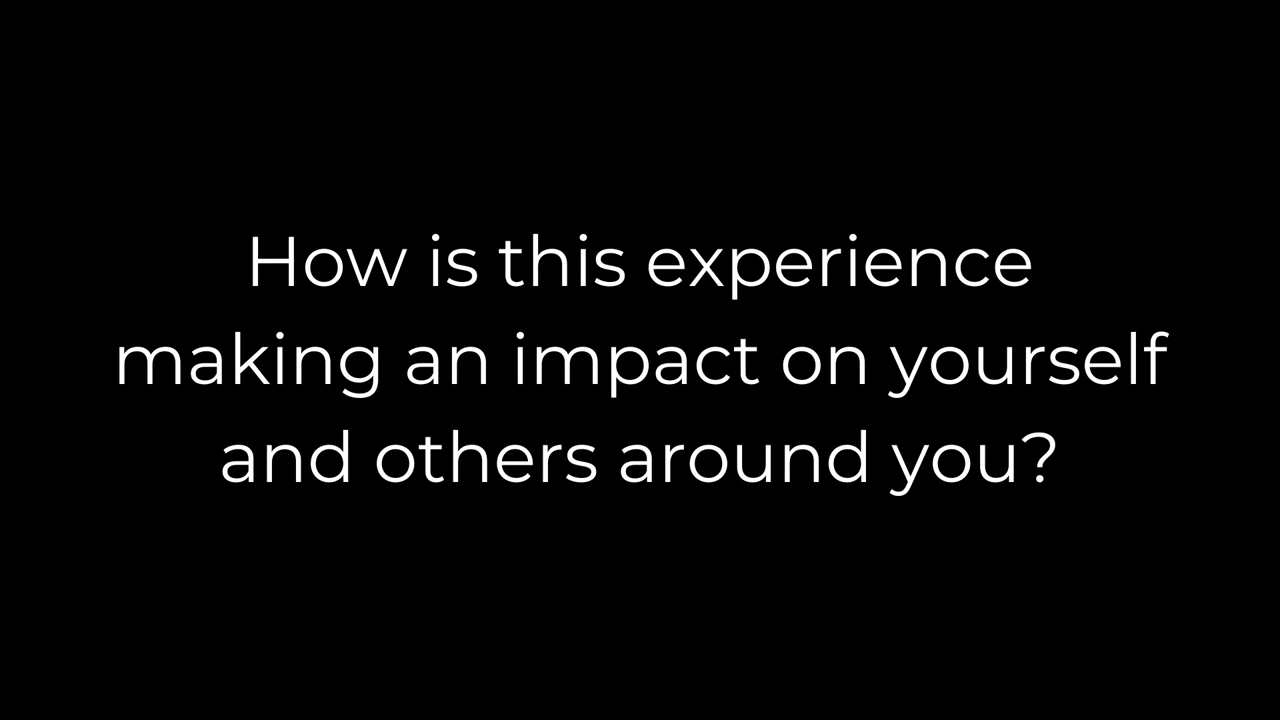 How is this experience
making an impact on yourself
and others around you?